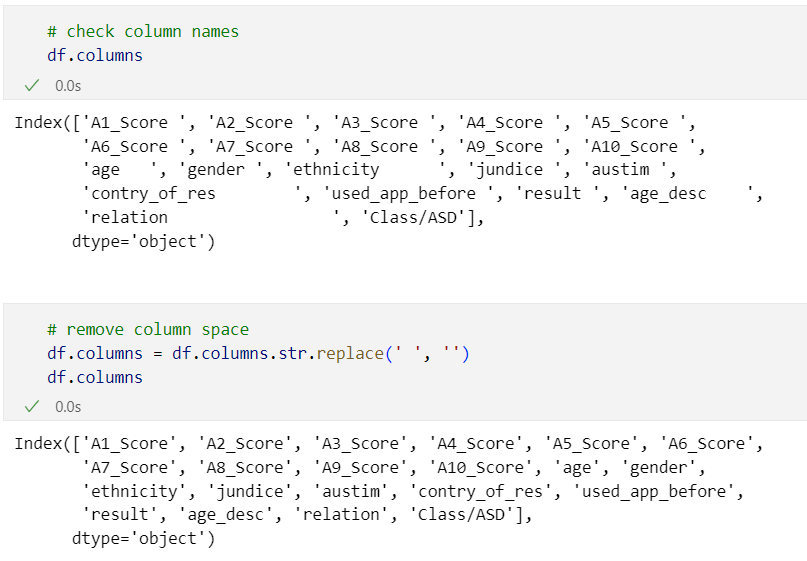 # check column names
df.columns
0.0s
Index(['A1_Score ', 'A2_Score ', 'A3_Score ', 'A4_Score ', 'A5_Score ',
       'A6_Score ', 'A7_Score ', 'A8_Score ', 'A9_Score ', 'A10_Score ',
       'age   ', 'gender ', 'ethnicity      ', 'jundice ', 'austim ',
       'contry_of_res        ', 'used_app_before ', 'result ', 'age_desc    ',
       'relation                 ', 'Class/ASD'],
      dtype='object')
# remove column space
df.columns = df.columns.str.replace(' ', '')
df.columns
0.0s
Index(['A1_Score', 'A2_Score', 'A3_Score', 'A4_Score', 'A5_Score', 'A6_Score',
       'A7_Score', 'A8_Score', 'A9_Score', 'A10_Score', 'age', 'gender',
       'ethnicity', 'jundice', 'austim', 'contry_of_res', 'used_app_before',
       'result', 'age_desc', 'relation', 'Class/ASD'],
      dtype='object')